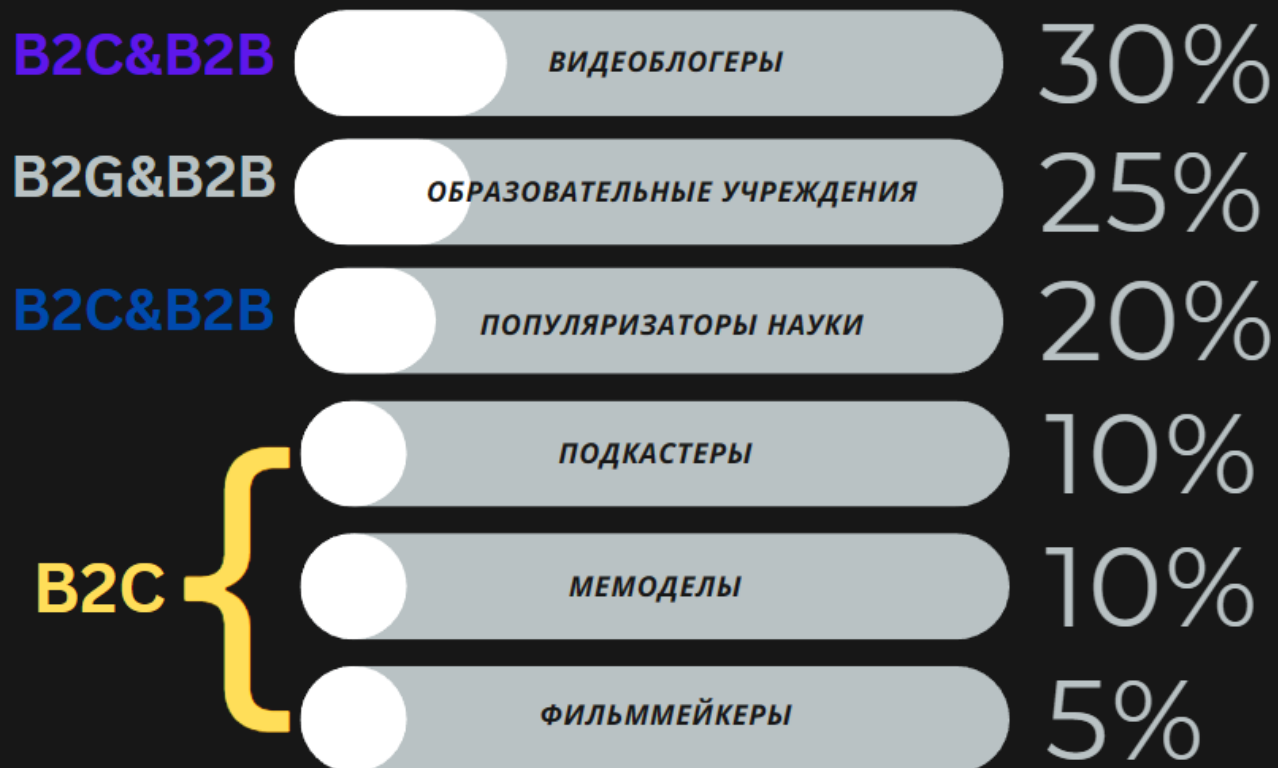 B2C&B2B ВИДЕОБЛОГЕРЫ 30%
B2G&B2B ОБРАЗОВАТЕЛЬНЫЕ УЧРЕЖДЕНИЯ 25%
B2C&B2B ПОПУЛЯРИЗАТОРЫ НАУКИ 20%
ПОДКАСТЕРЫ 10%
B2C { МЕМОДЕЛЫ 10%
ФИЛЬММЕЙКЕРЫ 5%